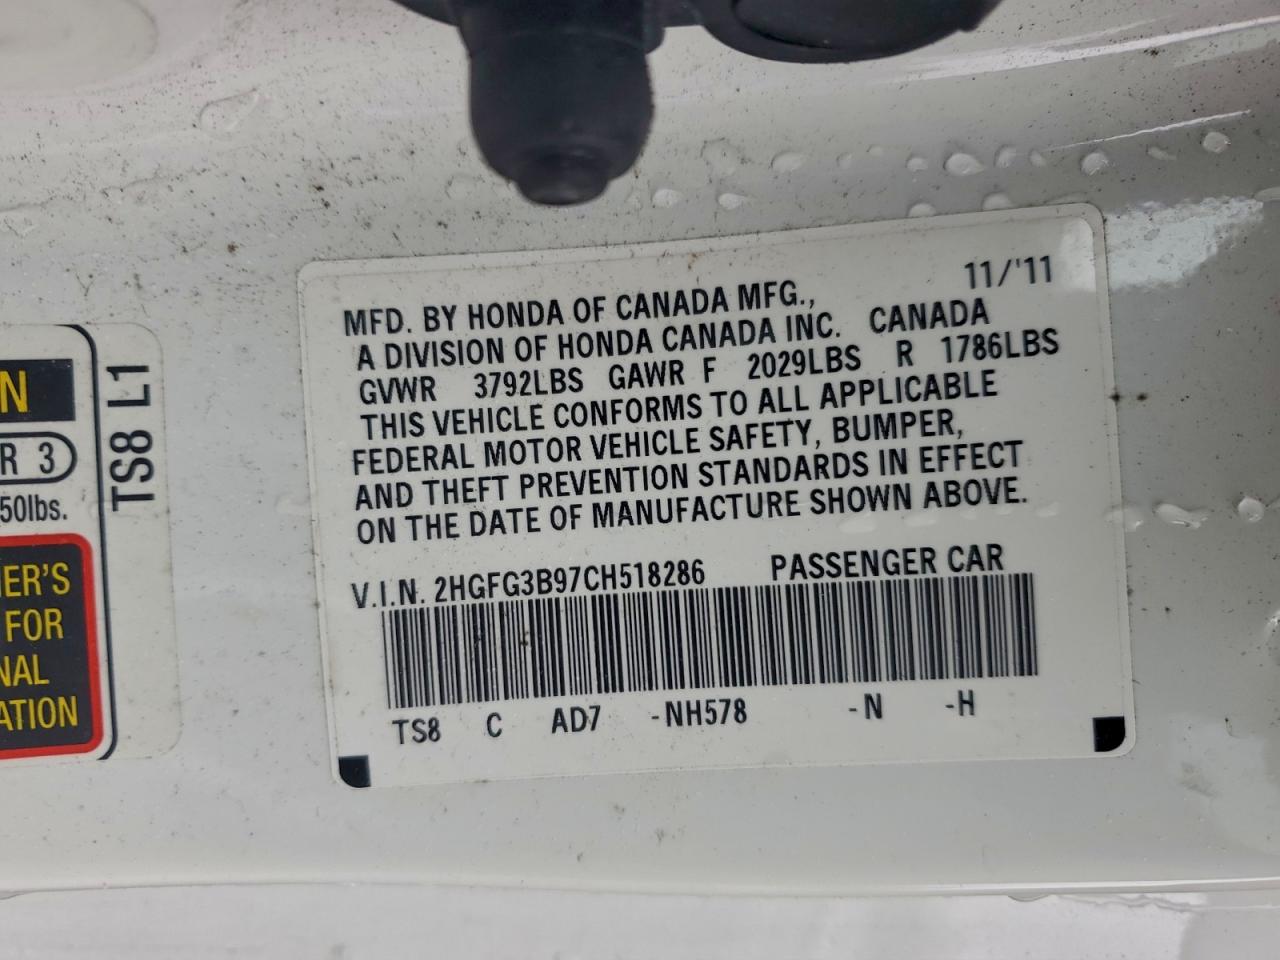 N
R 3
50lbs.
ER'S
FOR
NAL
ATION
TS8 L1
11/'11
MFD. BY HONDA OF CANADA MFG.,
A DIVISION OF HONDA CANADA INC. CANADA
GVWR 3792LBS GAWR F 2029LBS R 1786LBS
THIS VEHICLE CONFORMS TO ALL APPLICABLE
FEDERAL MOTOR VEHICLE SAFETY, BUMPER,
AND THEFT PREVENTION STANDARDS IN EFFECT
ON THE DATE OF MANUFACTURE SHOWN ABOVE.
V.I.N. 2HGFG3B97CH518286 PASSENGER CAR
TS8 C AD7 -NH578 -N -H